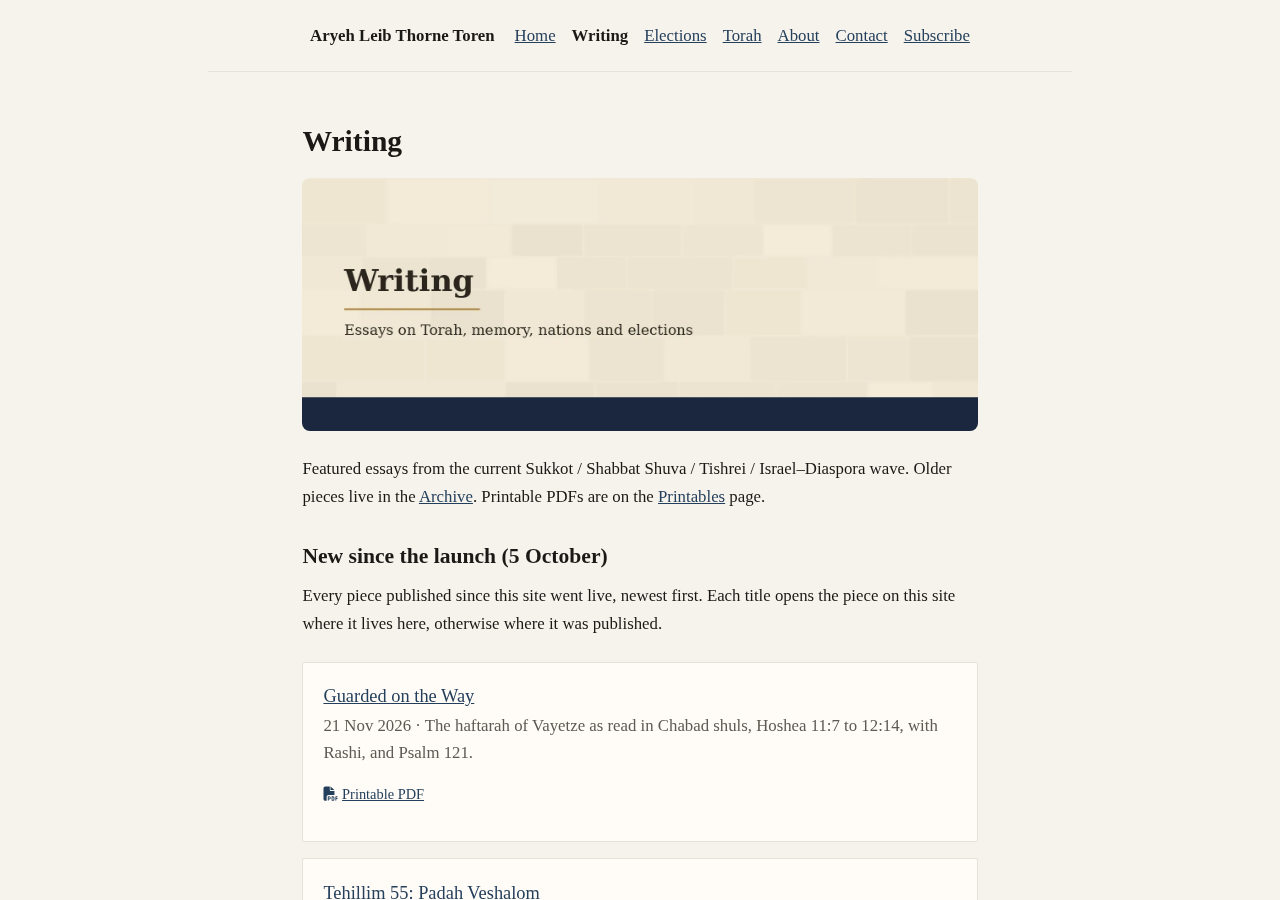 Aryeh Leib Thorne Toren Home Writing Elections Torah About Contact Subscribe
Writing
Writing
Essays on Torah, memory, nations and elections
Featured essays from the current Sukkot / Shabbat Shuva / Tishrei / Israel–Diaspora wave. Older
pieces live in the Archive. Printable PDFs are on the Printables page.
New since the launch (5 October)
Every piece published since this site went live, newest first. Each title opens the piece on this site
where it lives here, otherwise where it was published.
Guarded on the Way
21 Nov 2026 · The haftarah of Vayetze as read in Chabad shuls, Hoshea 11:7 to 12:14, with
Rashi, and Psalm 121.
PDF Printable PDF
Tehillim 55: Padah Veshalom